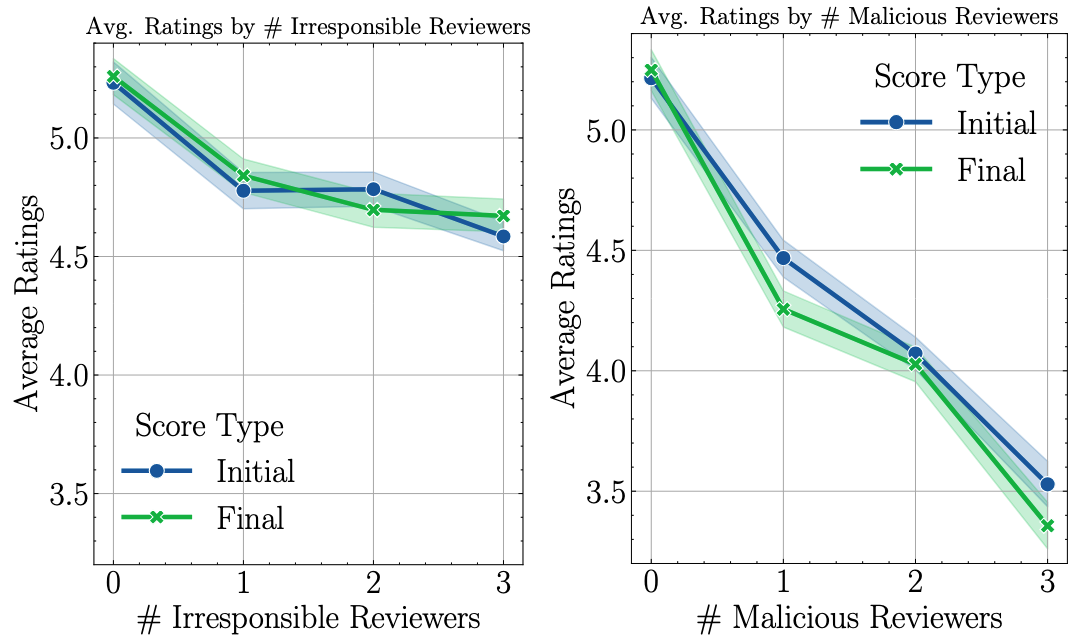 Avg. Ratings by # Irresponsible Reviewers
Average Ratings
5.0
4.5
4.0
3.5
Score Type
Initial
Final
0 1 2 3
# Irresponsible Reviewers
Avg. Ratings by # Malicious Reviewers
Average Ratings
5.0
4.5
4.0
3.5
Score Type
Initial
Final
0 1 2 3
# Malicious Reviewers